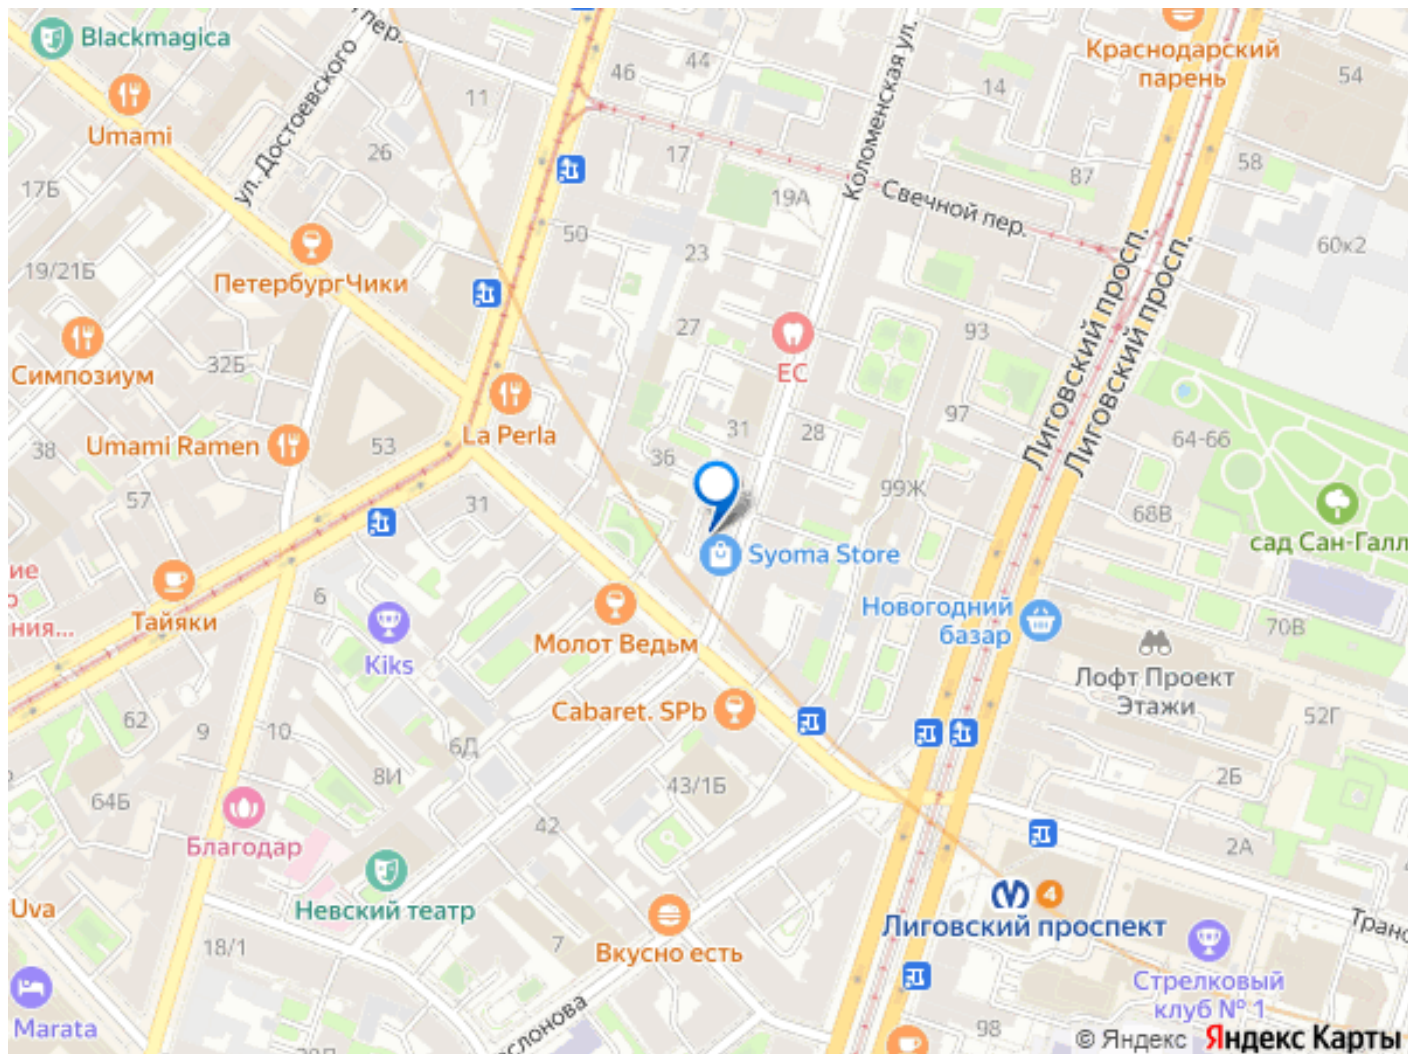 Blackmagica
пер.
Краснодарский
парень
46
44
14
54
11
Umami
ул. Достоевского
26
17
Коломенская ул.
58
17Б
19А
87
Свечной пер.
50
23
60к2
19/21Б
ПетербургЧики
Лиговский просп.
Лиговский просп.
27
93
Симпозиум
32Б
ЕС
97
La Perla
31
28
64-66
38
Umami Ramen
53
36
99Ж
57
31
68В
сад Сан-Галл
Syoma Store
ие
6
Новогодний
базар
ния...
Тайяки
Молот Ведьм
70В
Kiks
Лофт Проект
Этажи
62
9
10
Cabaret. SPb
52Г
6Д
8И
43/1Б
2Б
64Б
42
Благодар
2А
4
Невский театр
Лиговский проспект
Uva
Транс
18/1
7
Вкусно есть
Стрелковый
клуб № 1
Marata
слонова
98
© Яндекс Яндекс Карты